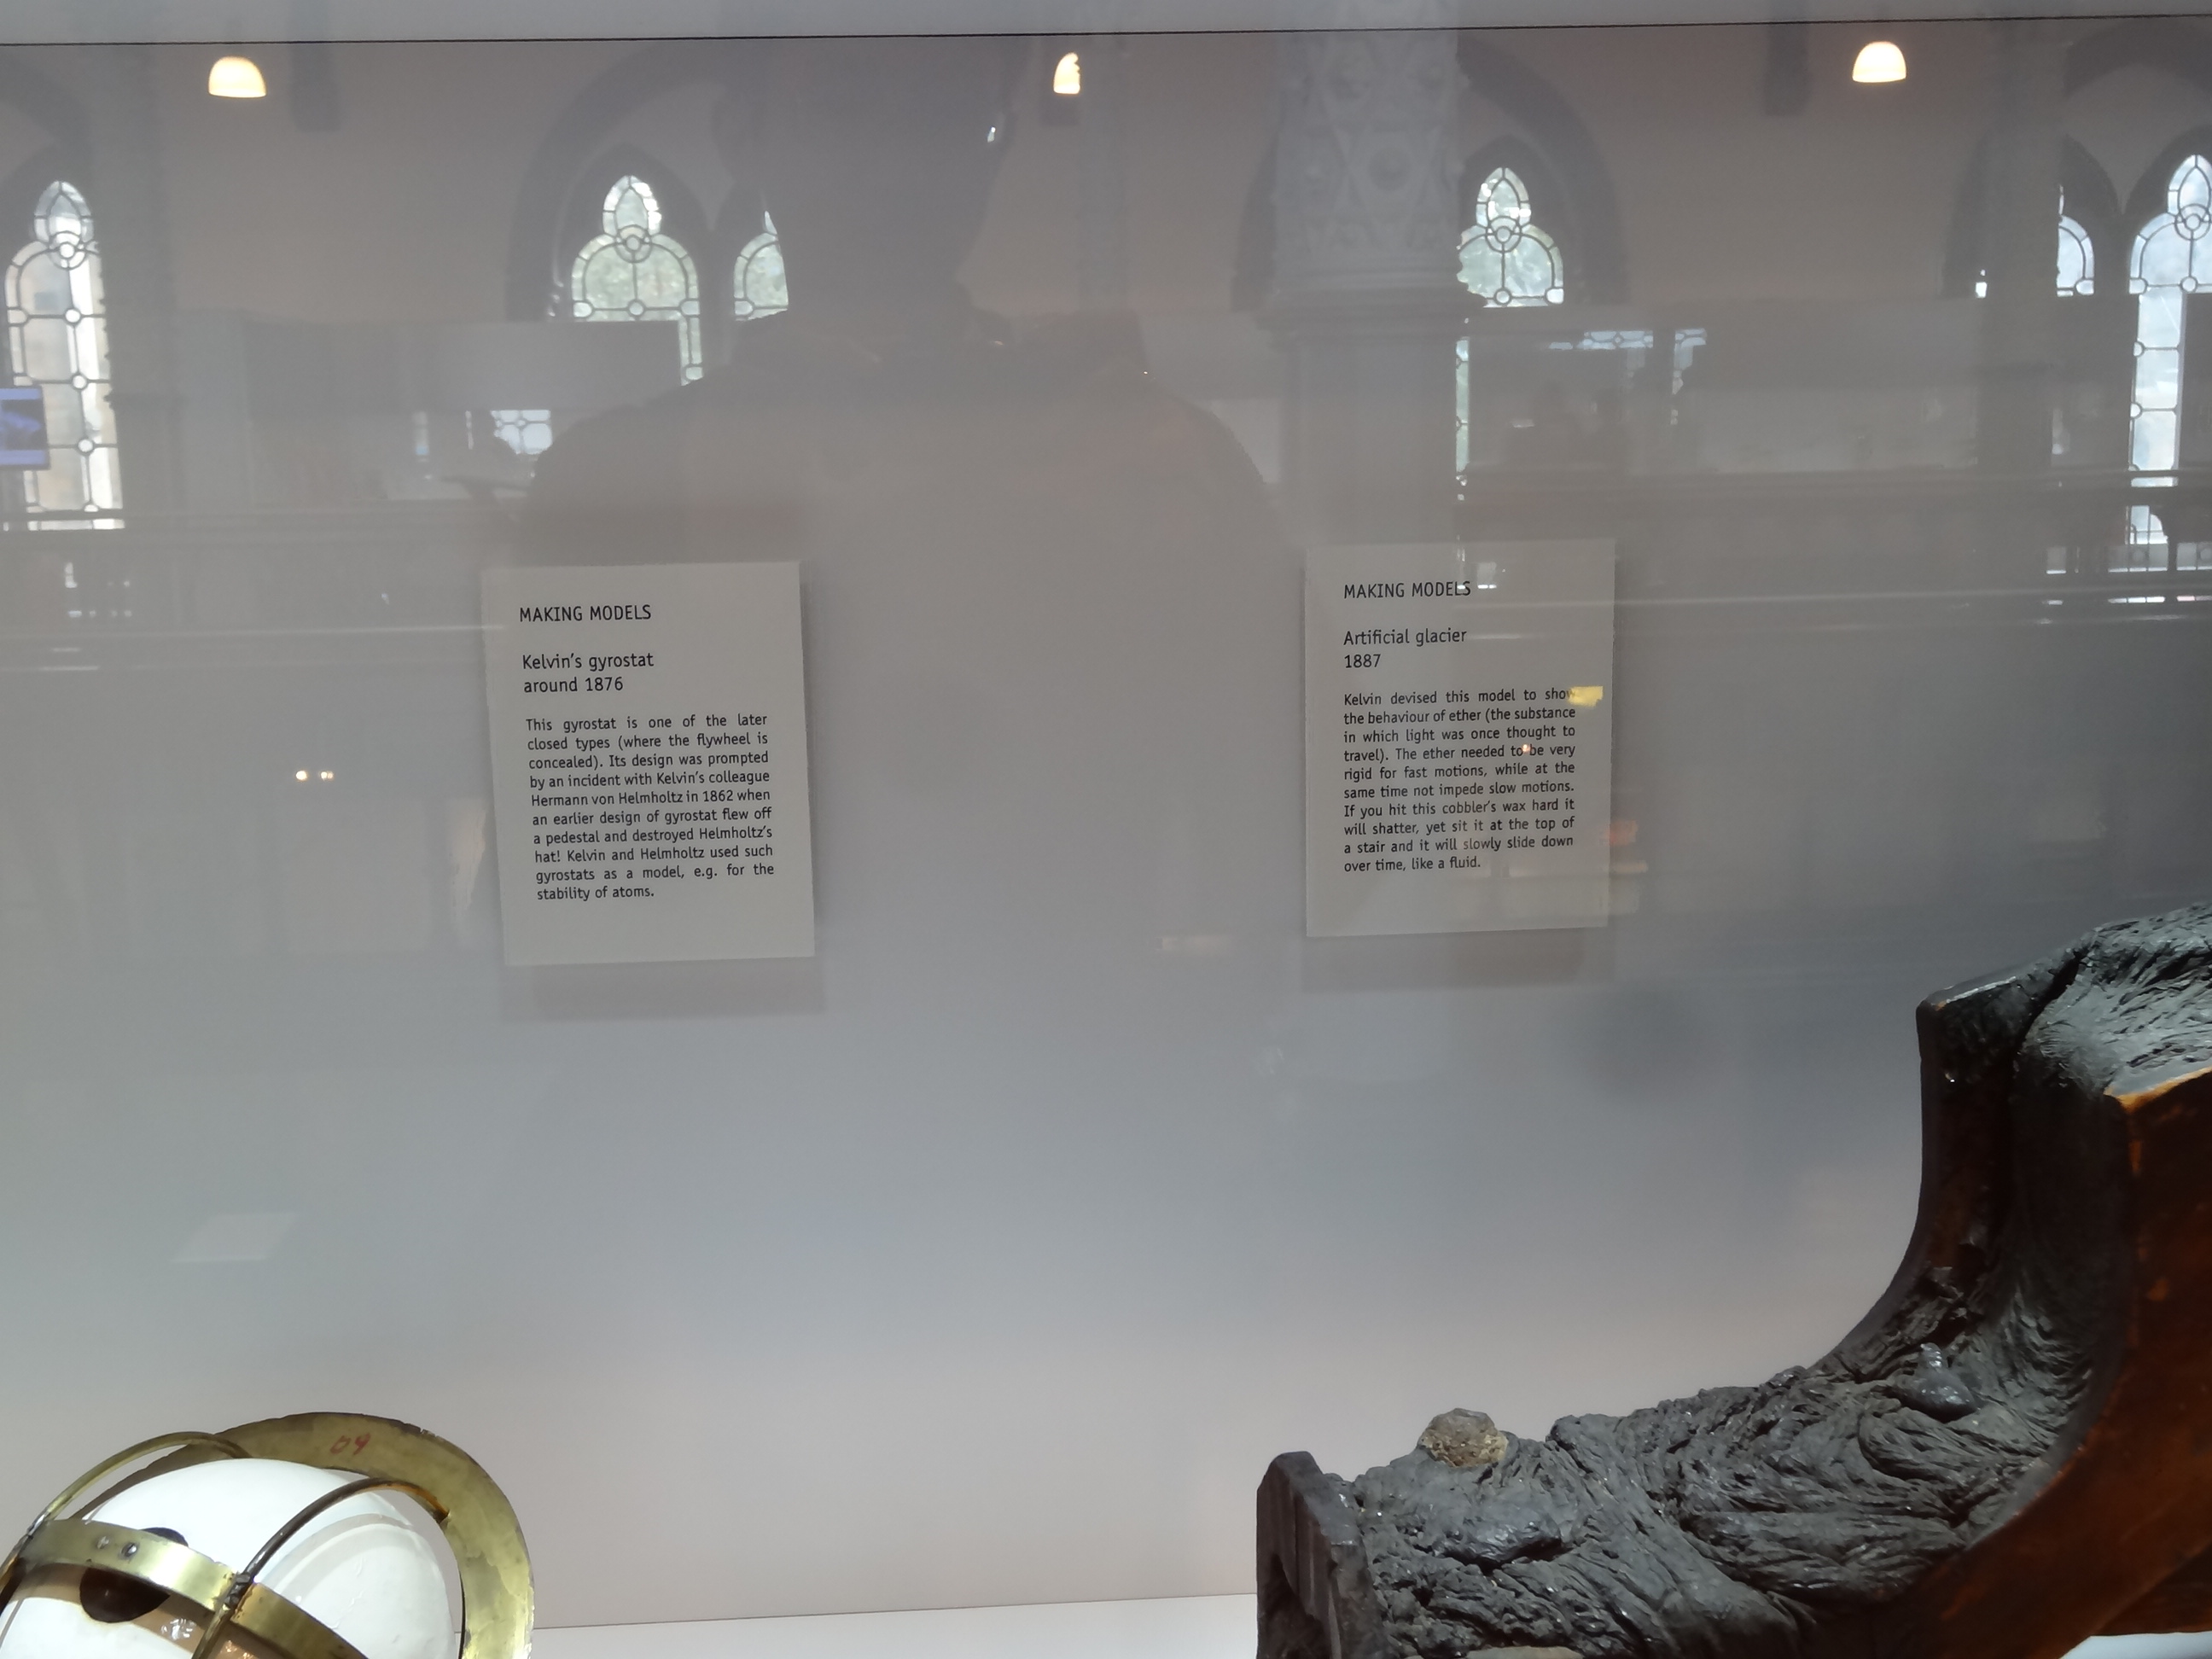 MAKING MODELS
Kelvin's gyrostat
around 1876
This gyrostat is one of the later
closed types (where the flywheel is
concealed). Its design was prompted
by an incident with Kelvin's colleague
Hermann von Helmholtz in 1862 when
an earlier design of gyrostat flew off
a pedestal and destroyed Helmholtz's
hat! Kelvin and Helmholtz used such
gyrostats as a model, e.g. for the
stability of atoms.
MAKING MODELS
Artificial glacier
1887
Kelvin devised this model to show
the behaviour of ether (the substance
in which light was once thought to
travel). The ether needed to be very
rigid for fast motions, while at the
same time not impede slow motions.
If you hit this cobbler's wax hard it
will shatter, yet sit it at the top of
a stair and it will slowly slide down
over time, like a fluid.
09